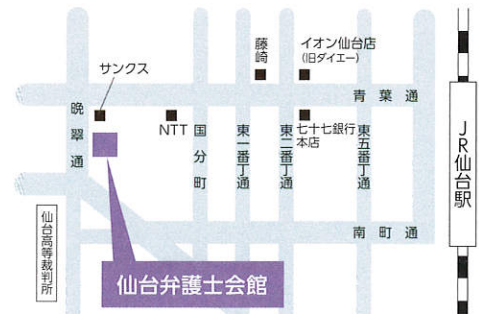 サンクス
藤崎
イオン仙台店
(旧ダイエー)
青葉通
晩翠通
NTT
国分町
東一番丁通
東二番丁通
七十七銀行
本店
東五番丁通
JR仙台駅
南町通
仙台高等裁判所
仙台弁護士会館